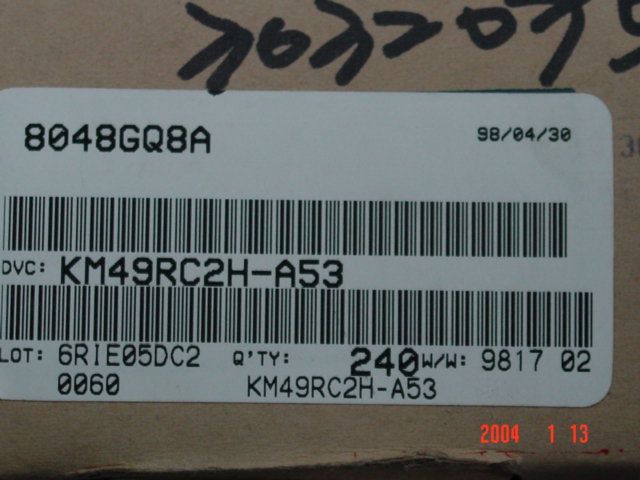 8048GQ8A 98/04/30
DVC: KM49RC2H-A53
LOT: 6RIE05DC2 Q'TY: 240 W/W: 9817 02
0060 KM49RC2H-A53
2004 1 13